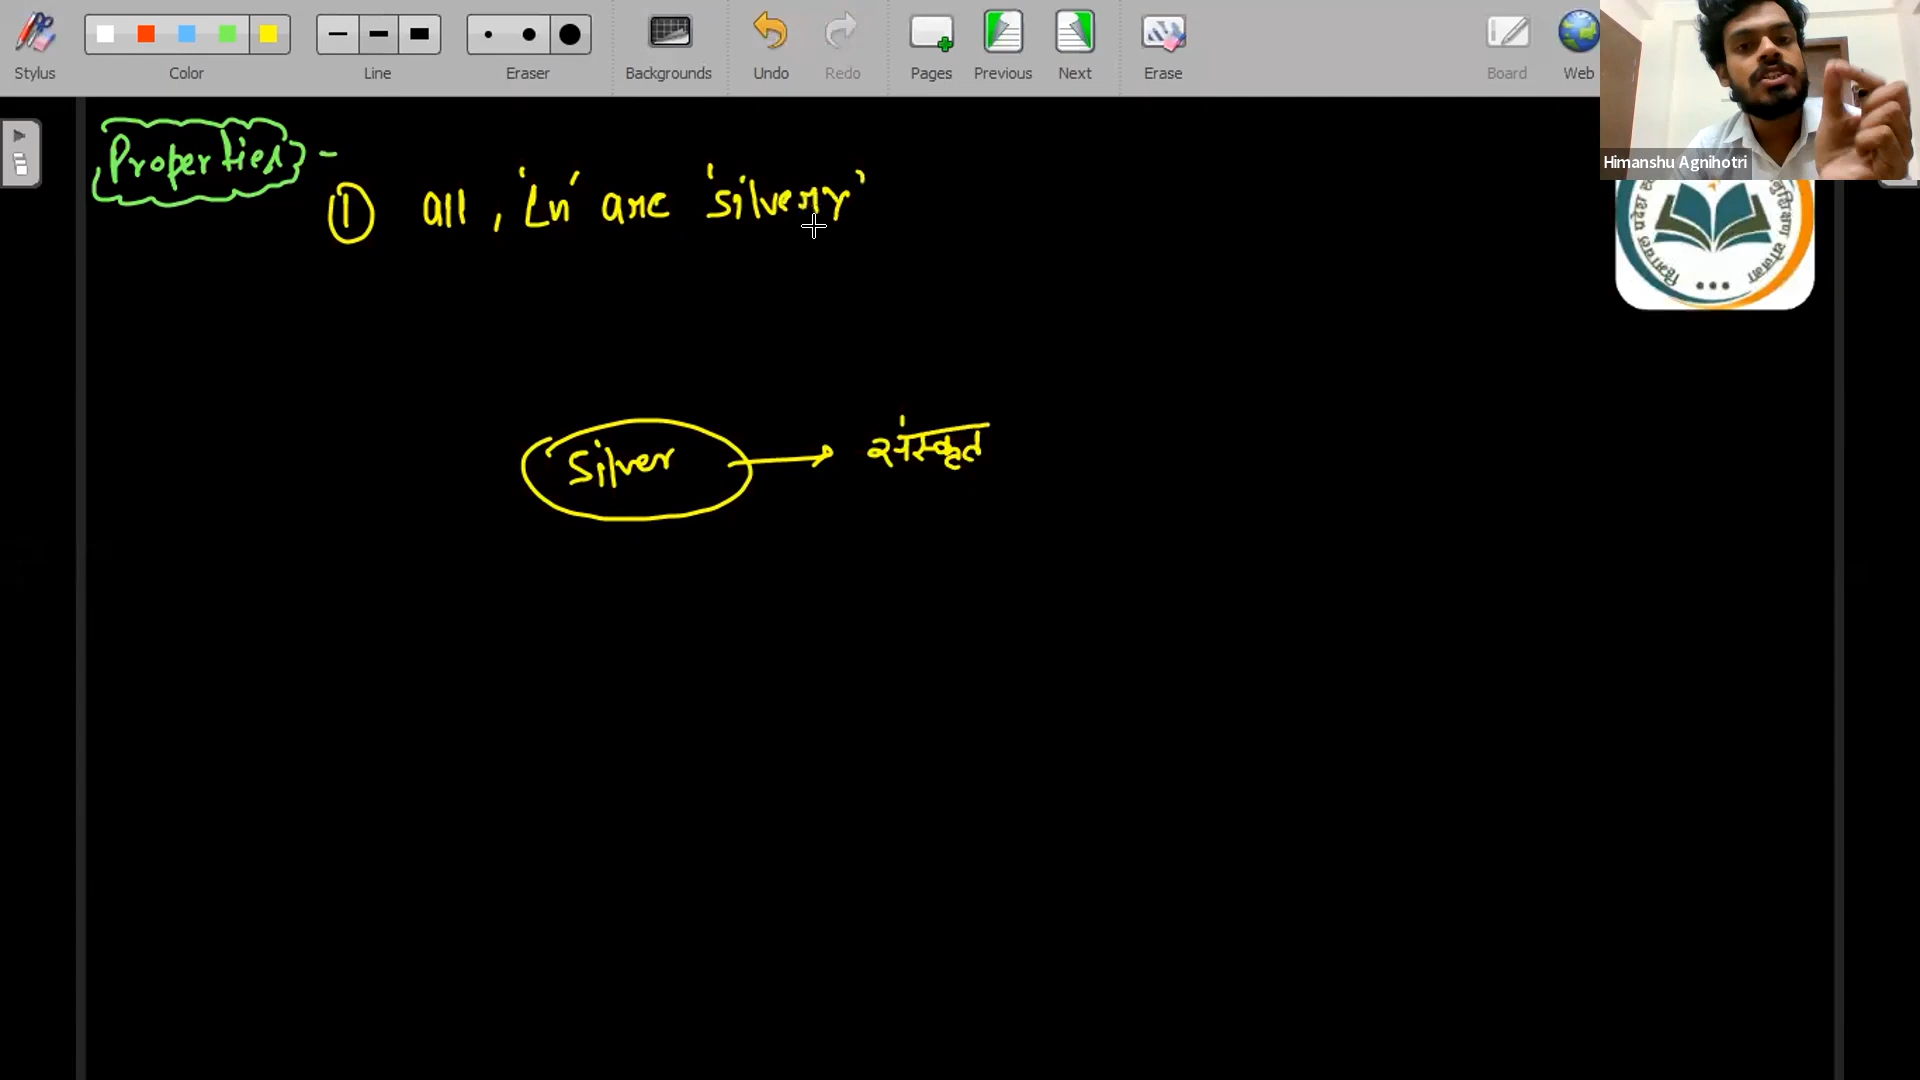 Stylus
Color
Line
Eraser
Backgrounds
Undo
Redo
Pages
Previous
Next
Erase
Board
Web
Himanshu Agnihotri
Properties -
① all, 'Ln' are 'silvery'
Silver → संस्कृत